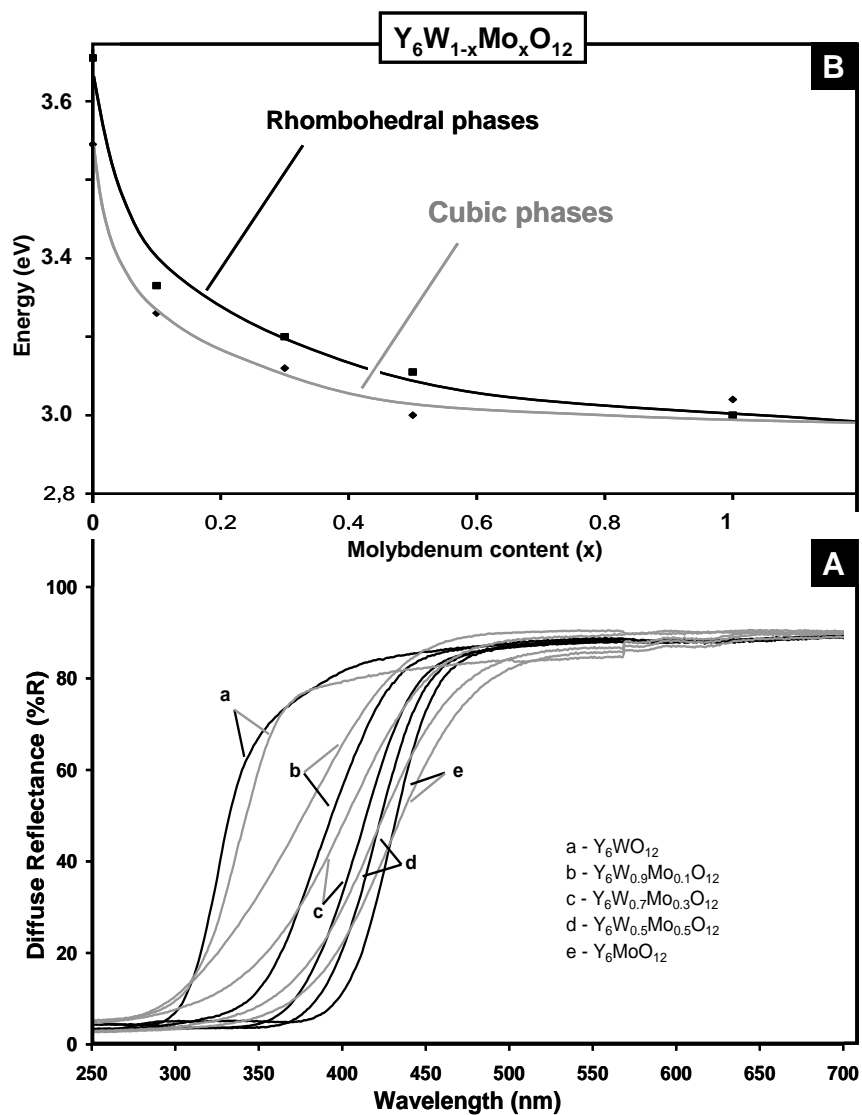 Y₆W₁₋ₓMoₓO₁₂
B
3.6
Rhombohedral phases
Cubic phases
3.4
Energy (eV)
3.0
2,8
0 0.2 0.4 0.6 0.8 1
Molybdenum content (x)
A
100
80
a
b
e
60
Diffuse Reflectance (%R)
d
40
c
a - Y₆WO₁₂
b - Y₆W₀.₉Mo₀.₁O₁₂
c - Y₆W₀.₇Mo₀.₃O₁₂
d - Y₆W₀.₅Mo₀.₅O₁₂
e - Y₆MoO₁₂
20
0
250 300 350 400 450 500 550 600 650 700
Wavelength (nm)